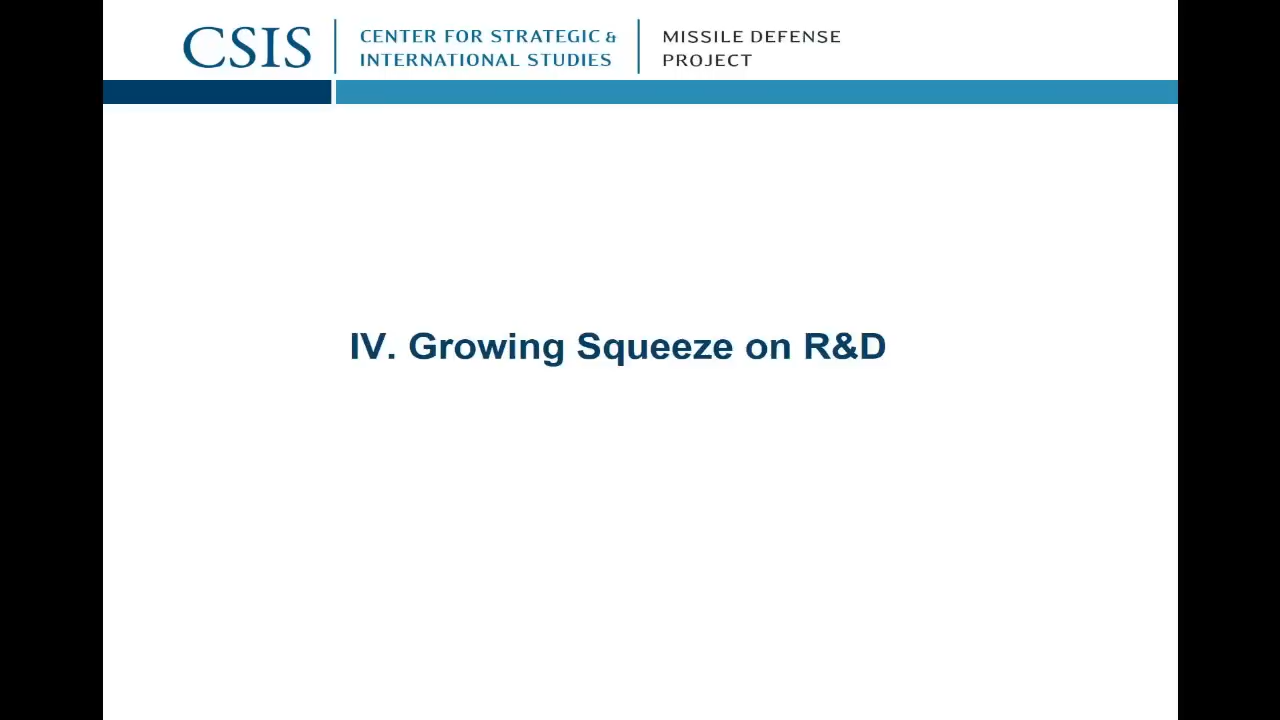 CSIS
CENTER FOR STRATEGIC &
INTERNATIONAL STUDIES
MISSILE DEFENSE
PROJECT
IV. Growing Squeeze on R&D